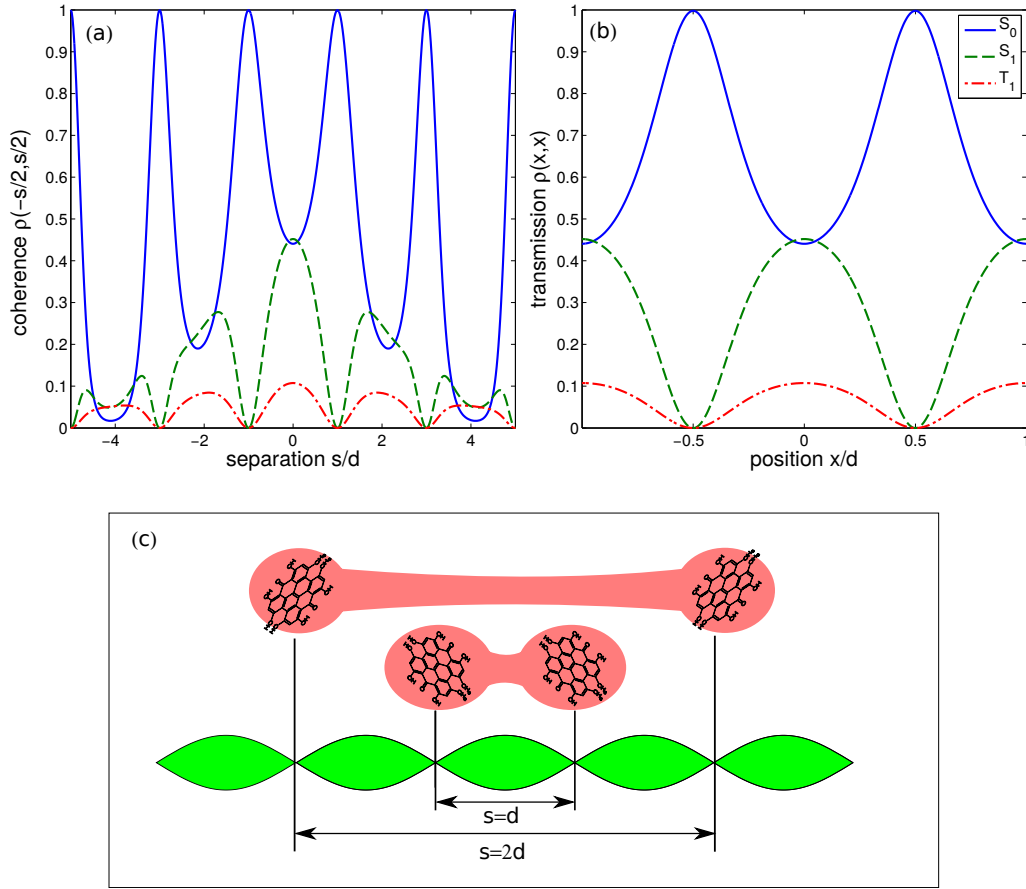 (a)
1
0.9
0.8
0.7
0.6
0.5
0.4
0.3
0.2
0.1
0
−4 −2 0 2 4
separation s/d
coherence ρ(−s/2,s/2)
(b)
S0
S1
T1
1
0.9
0.8
0.7
0.6
0.5
0.4
0.3
0.2
0.1
0
−0.5 0 0.5 1
position x/d
transmission ρ(x,x)
(c)
s=d
s=2d